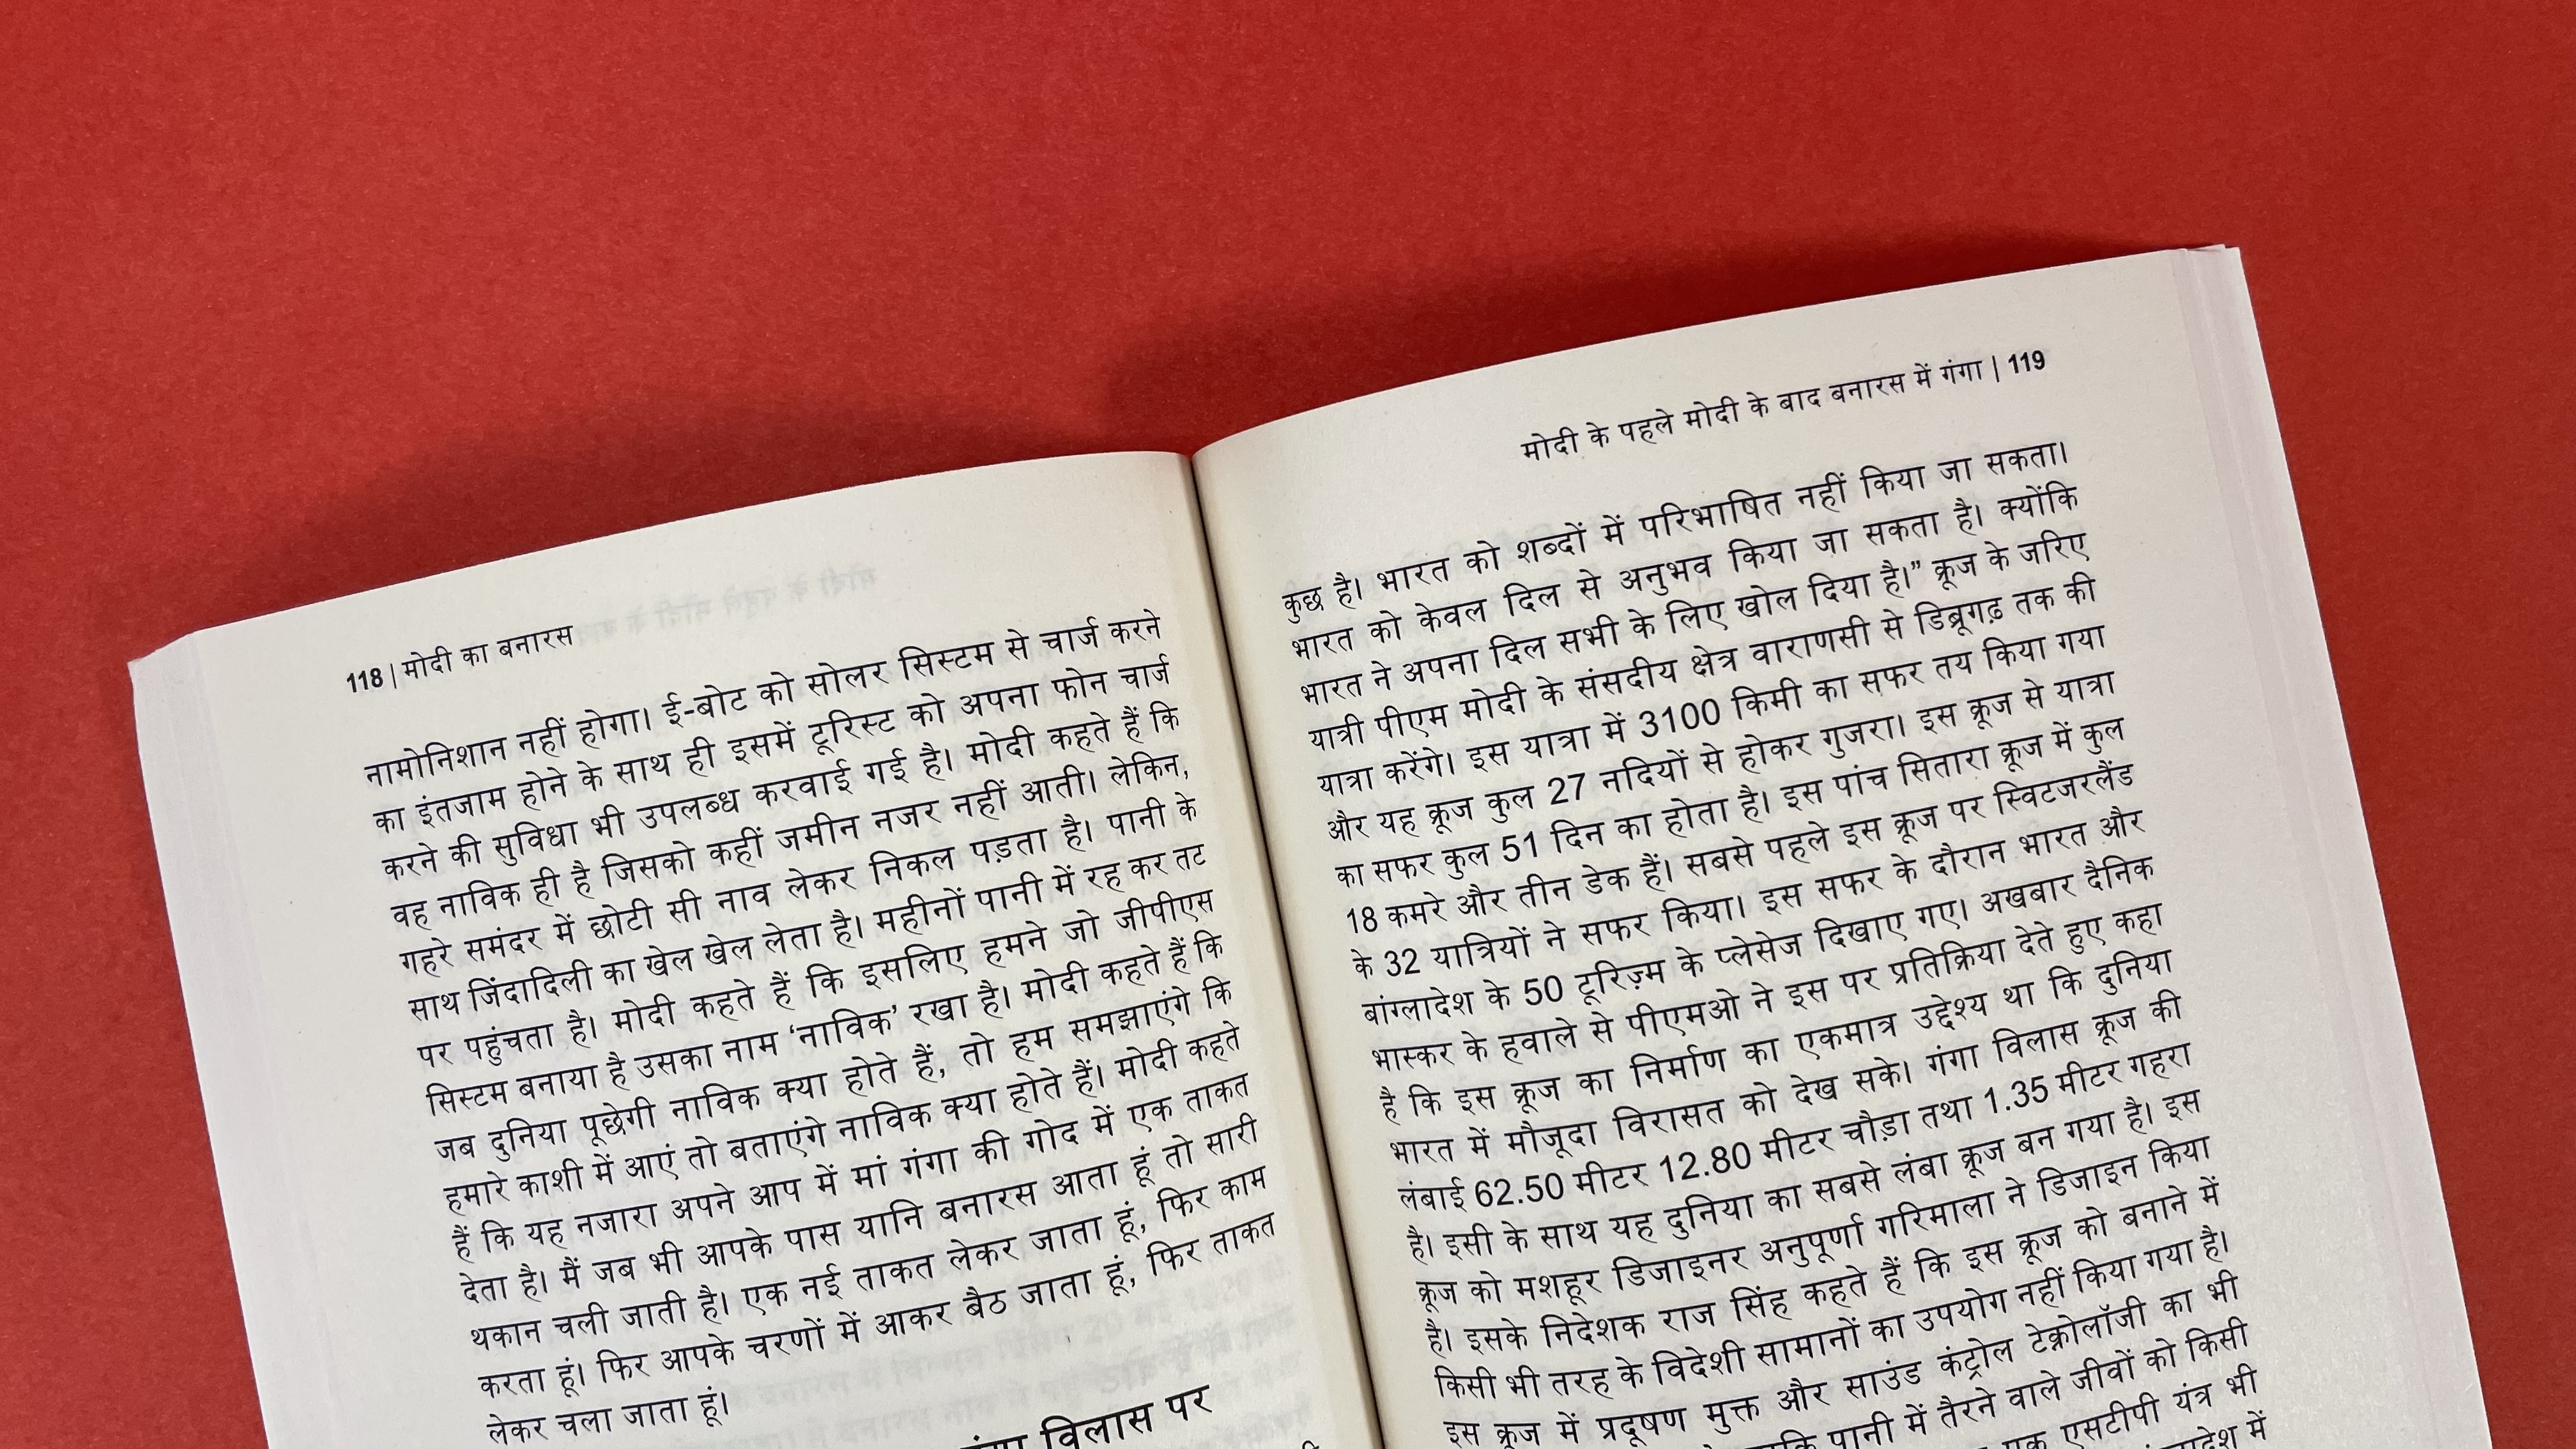 118 | मोदी का बनारस
नामोनिशान नहीं होगा। ई-बोट को सोलर सिस्टम से चार्ज करने
का इंतजाम होने के साथ ही इसमें टूरिस्ट को अपना फोन चार्ज
करने की सुविधा भी उपलब्ध करवाई गई है। मोदी कहते हैं कि
वह नाविक ही है जिसको कहीं जमीन नजर नहीं आती। लेकिन,
गहरे समंदर में छोटी सी नाव लेकर निकल पड़ता है। पानी के
साथ जिंदादिली का खेल खेल लेता है। महीनों पानी में रह कर तट
पर पहुंचता है। मोदी कहते हैं कि इसलिए हमने जो जीपीएस
सिस्टम बनाया है उसका नाम ‘नाविक’ रखा है। मोदी कहते हैं कि
जब दुनिया पूछेगी नाविक क्या होते हैं, तो हम समझाएंगे कि
हमारे काशी में आएं तो बताएंगे नाविक क्या होते हैं। मोदी कहते
हैं कि यह नजारा अपने आप में मां गंगा की गोद में एक ताकत
देता है। मैं जब भी आपके पास यानि बनारस आता हूं तो सारी
थकान चली जाती है। एक नई ताकत लेकर जाता हूं, फिर काम
करता हूं। फिर आपके चरणों में आकर बैठ जाता हूं, फिर ताकत
लेकर चला जाता हूं।
विलास पर
मोदी के पहले मोदी के बाद बनारस में गंगा | 119
कुछ है। भारत को शब्दों में परिभाषित नहीं किया जा सकता।
भारत को केवल दिल से अनुभव किया जा सकता है। क्योंकि
भारत ने अपना दिल सभी के लिए खोल दिया है।” क्रूज के जरिए
यात्री पीएम मोदी के संसदीय क्षेत्र वाराणसी से डिब्रूगढ़ तक की
यात्रा करेंगे। इस यात्रा में 3100 किमी का सफर तय किया गया
और यह क्रूज कुल 27 नदियों से होकर गुजरा। इस क्रूज से यात्रा
का सफर कुल 51 दिन का होता है। इस पांच सितारा क्रूज में कुल
18 कमरे और तीन डेक हैं। सबसे पहले इस क्रूज पर स्विटजरलैंड
के 32 यात्रियों ने सफर किया। इस सफर के दौरान भारत और
बांग्लादेश के 50 टूरिज़्म के प्लेसेज दिखाए गए। अखबार दैनिक
भास्कर के हवाले से पीएमओ ने इस पर प्रतिक्रिया देते हुए कहा
है कि इस क्रूज का निर्माण का एकमात्र उद्देश्य था कि दुनिया
भारत में मौजूदा विरासत को देख सके। गंगा विलास क्रूज की
लंबाई 62.50 मीटर 12.80 मीटर चौड़ा तथा 1.35 मीटर गहरा
है। इसी के साथ यह दुनिया का सबसे लंबा क्रूज बन गया है। इस
क्रूज को मशहूर डिजाइनर अनुपूर्णा गरिमाला ने डिजाइन किया
है। इसके निदेशक राज सिंह कहते हैं कि इस क्रूज को बनाने में
किसी भी तरह के विदेशी सामानों का उपयोग नहीं किया गया है।
इस क्रूज में प्रदूषण मुक्त और साउंड कंट्रोल टेक्नोलॉजी का भी
पानी में तैरने वाले जीवों को किसी
एक एसटीपी यंत्र भी
में